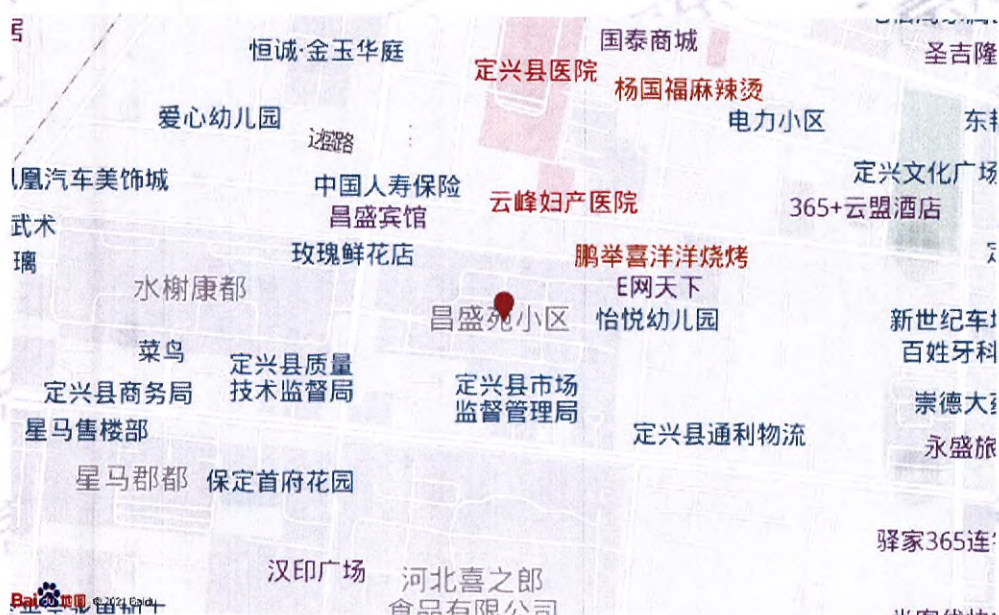 居
恒诚·金玉华庭
国泰商城
圣吉隆
定兴县医院
杨国福麻辣烫
爱心幼儿园
电力小区
凰汽车美饰城
中国人寿保险
定兴文化广场
昌盛宾馆
云峰妇产医院
365+云盟酒店
武术
璃
玫瑰鲜花店
鹏举喜洋洋烧烤
水榭康都
E网天下
昌盛苑小区
怡悦幼儿园
新世纪车
菜鸟
定兴县质量
技术监督局
百姓牙科
定兴县商务局
定兴县市场
监督管理局
崇德大
星马售楼部
定兴县通利物流
永盛旅
星马郡都
保定首府花园
驿家365连
汉印广场
河北喜之郎
食品有限公司
Bai 地图
© 2021 Baidu